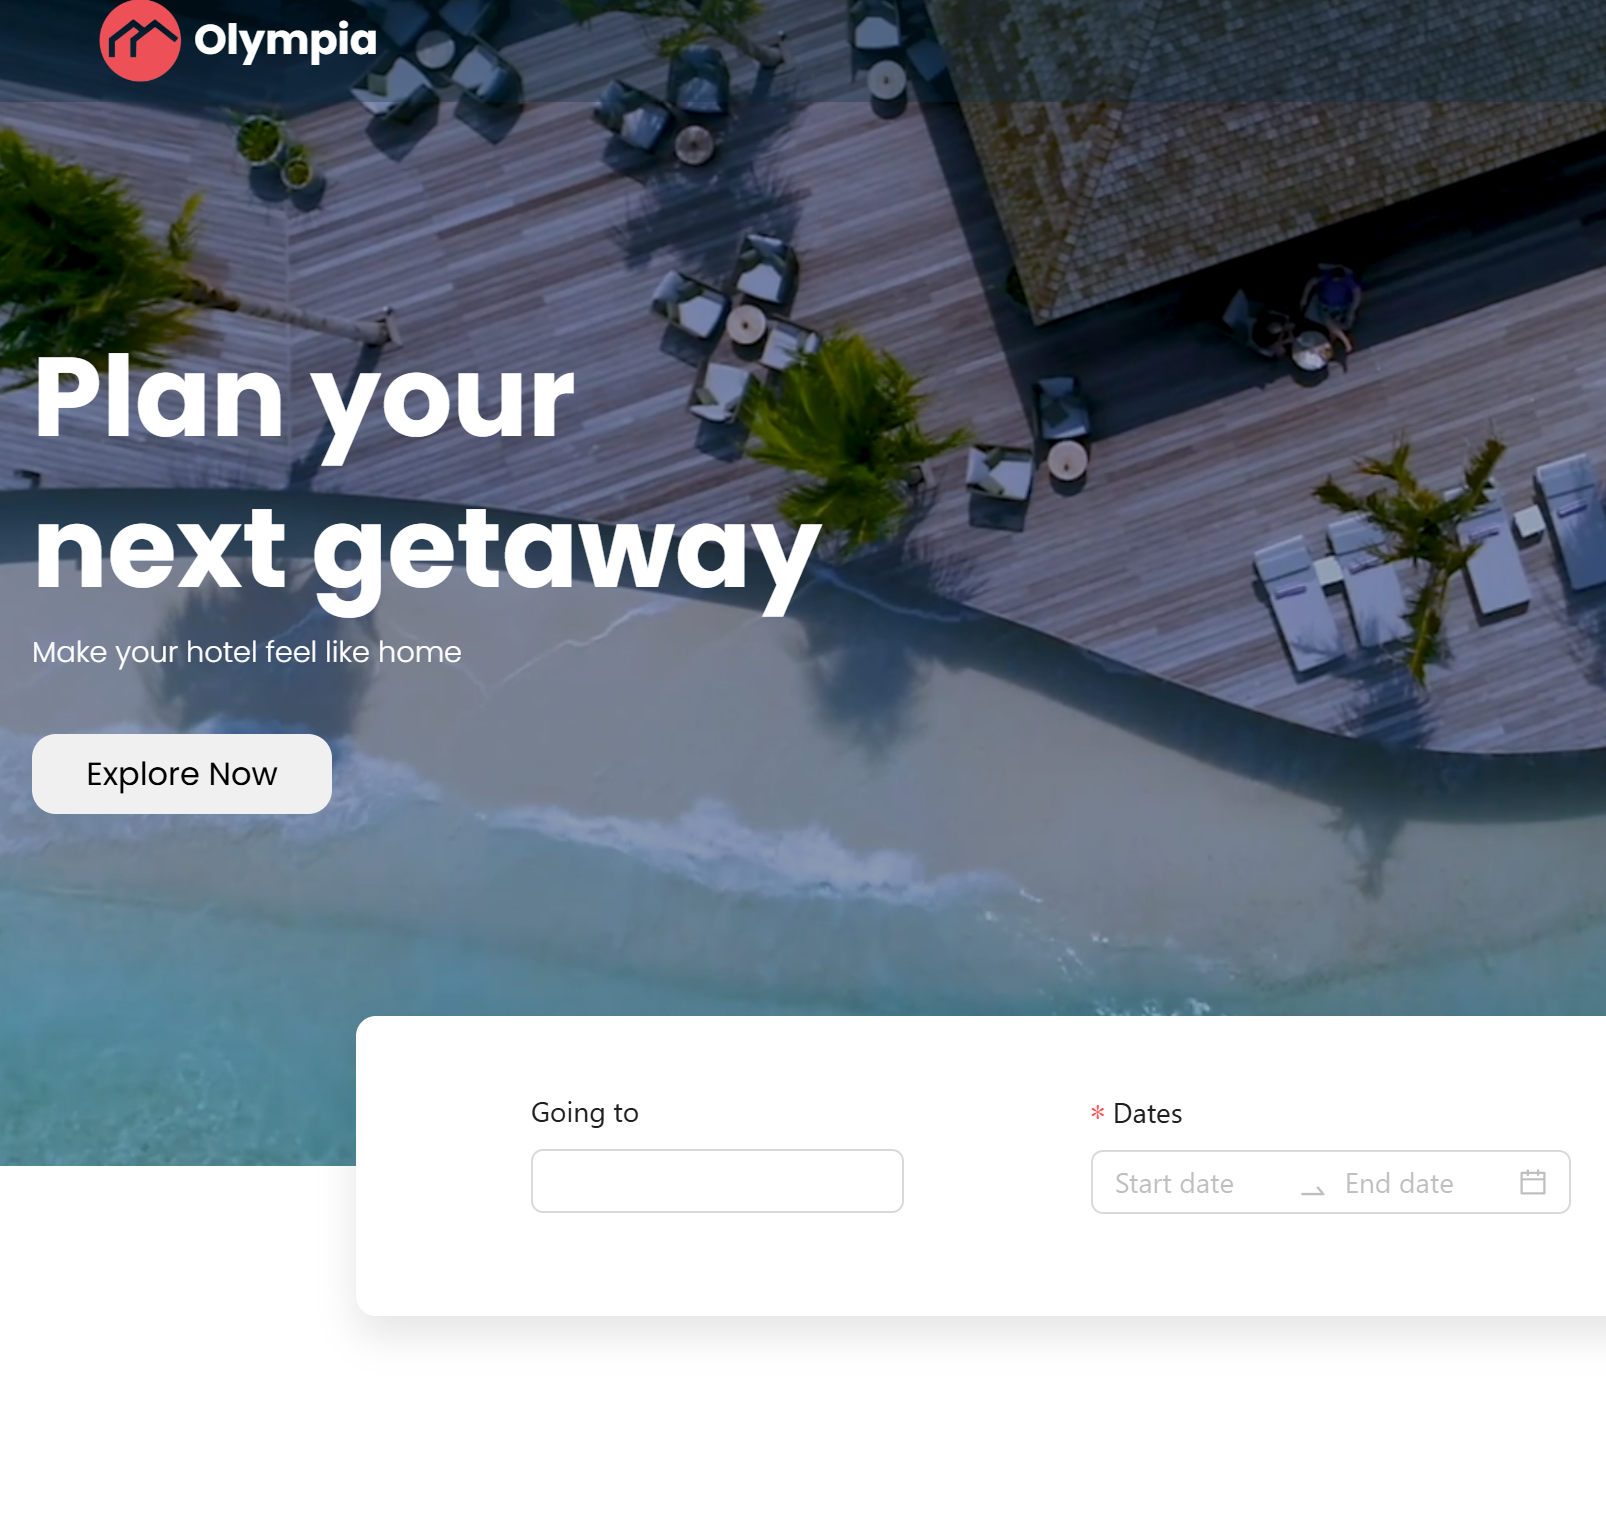 Olympia
Plan your
next getaway
Make your hotel feel like home
Explore Now
Going to
* Dates
Start date
End date